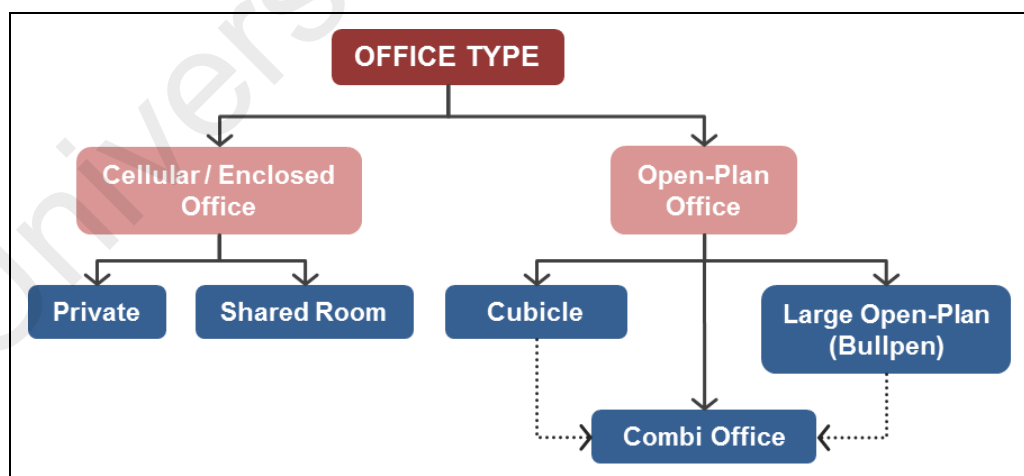 OFFICE TYPE
Cellular / Enclosed
Office
Open-Plan
Office
Private
Shared Room
Cubicle
Large Open-Plan
(Bullpen)
Combi Office